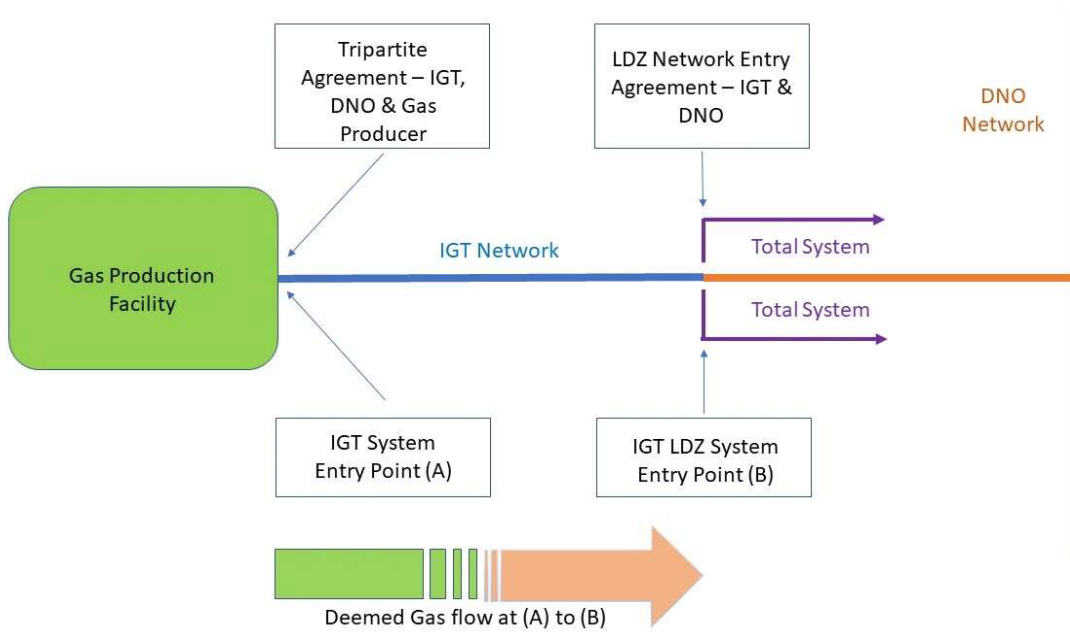 Tripartite
Agreement – IGT,
DNO & Gas
Producer
LDZ Network Entry
Agreement – IGT &
DNO
DNO
Network
Gas Production
Facility
IGT Network
Total System
Total System
IGT System
Entry Point (A)
IGT LDZ System
Entry Point (B)
Deemed Gas flow at (A) to (B)